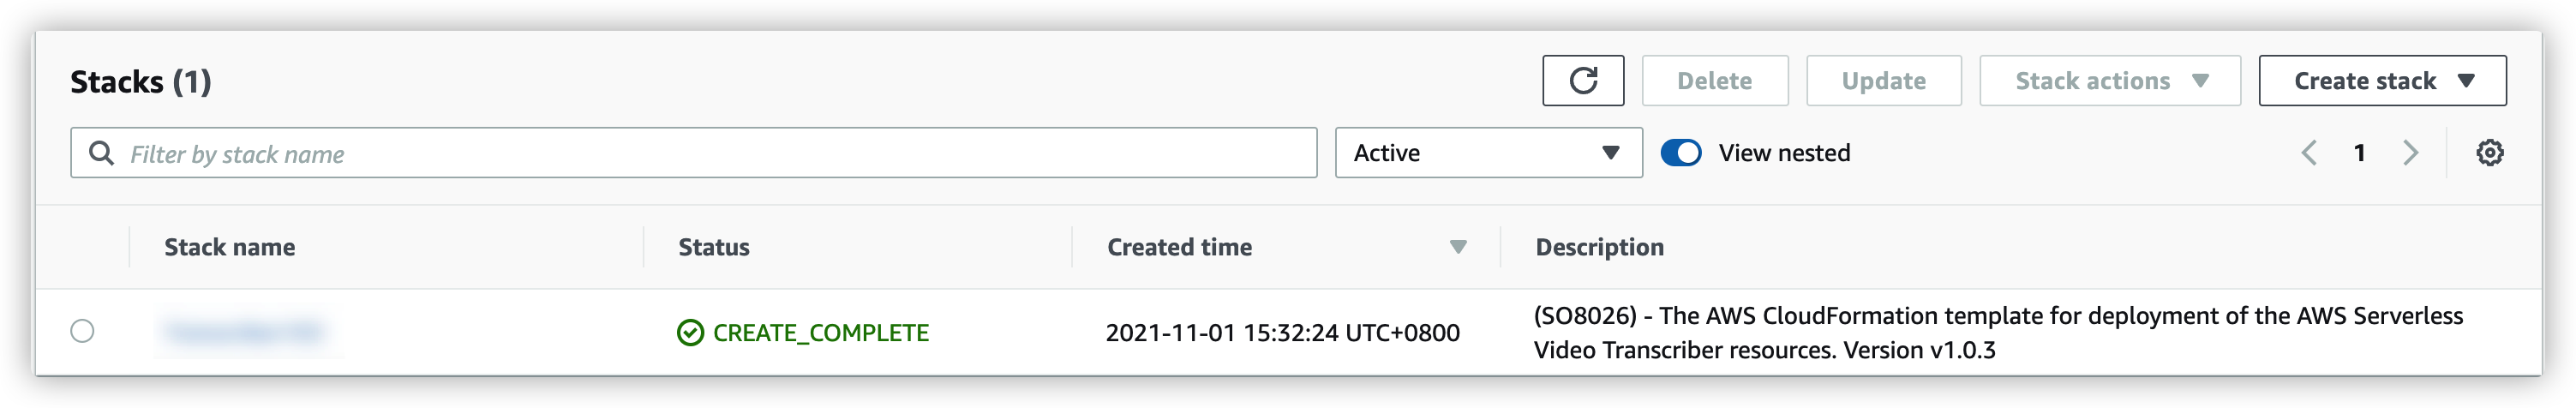 Stacks (1)
Delete
Update
Stack actions
Create stack
Filter by stack name
Active
View nested
1
Stack name
Status
Created time
Description
CREATE_COMPLETE
2021-11-01 15:32:24 UTC+0800
(SO8026) - The AWS CloudFormation template for deployment of the AWS Serverless
Video Transcriber resources. Version v1.0.3